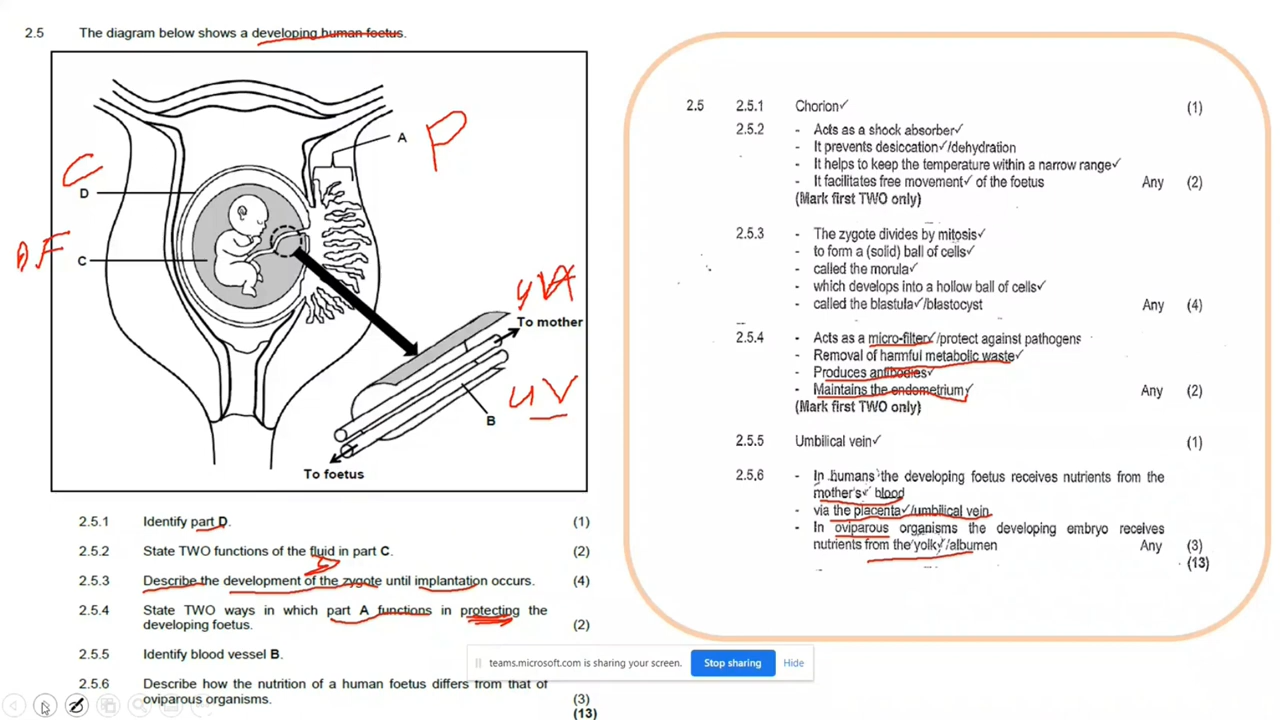 2.5 The diagram below shows a developing human foetus.
A
P
C
D
AF
C
UVA
To mother
UV
B
To foetus
2.5.1 Identify part D. (1)
2.5.2 State TWO functions of the fluid in part C. (2)
2.5.3 Describe the development of the zygote until implantation occurs. (4)
2.5.4 State TWO ways in which part A functions in protecting the
developing foetus. (2)
2.5.5 Identify blood vessel B.
2.5.6 Describe how the nutrition of a human foetus differs from that of
oviparous organisms. (3)
(13)
2.5 2.5.1 Chorion✓ (1)
2.5.2 - Acts as a shock absorber✓
- It prevents desiccation✓/dehydration
- It helps to keep the temperature within a narrow range✓
- It facilitates free movement✓ of the foetus Any (2)
(Mark first TWO only)
2.5.3 - The zygote divides by mitosis✓
- to form a (solid) ball of cells✓
- called the morula✓
- which develops into a hollow ball of cells✓
- called the blastula✓/blastocyst Any (4)
2.5.4 - Acts as a micro-filter✓/protect against pathogens
- Removal of harmful metabolic waste✓
- Produces antibodies✓
- Maintains the endometrium✓ Any (2)
(Mark first TWO only)
2.5.5 Umbilical vein✓ (1)
2.5.6 - In humans the developing foetus receives nutrients from the
mother's✓ blood
- via the placenta✓/umbilical vein
- In oviparous organisms the developing embryo receives
nutrients from the yolk✓/albumen Any (3)
(13)
teams.microsoft.com is sharing your screen. Stop sharing Hide